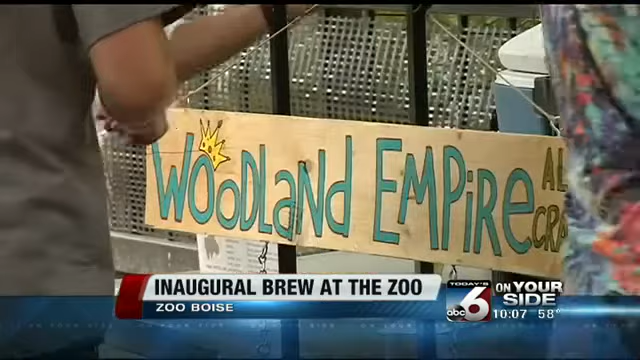 Woodland Empire
AL
CRA
INAUGURAL BREW AT THE ZOO
ZOO BOISE
TODAY'S
abc 6
ON YOUR
SIDE
10:07 58°